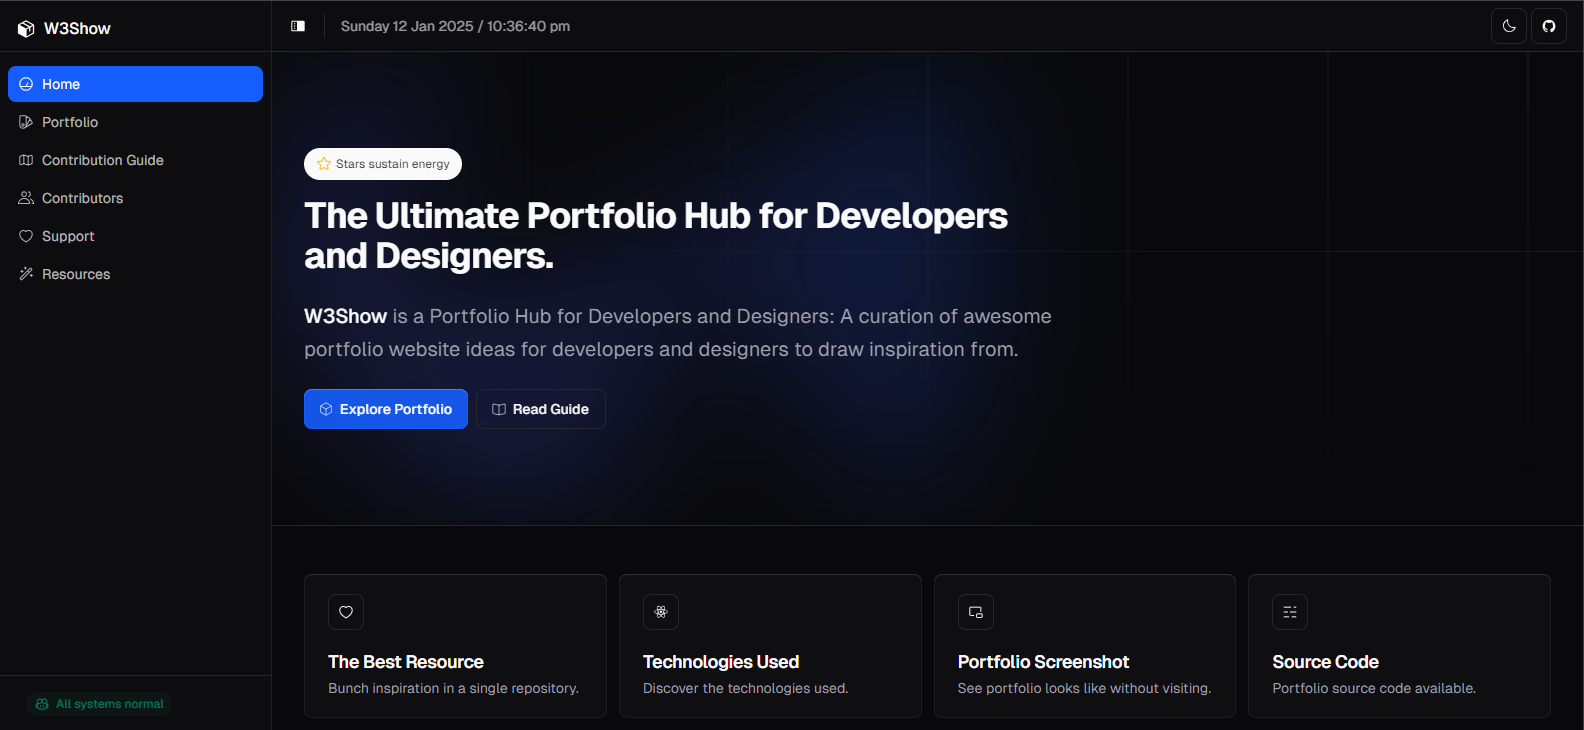 W3Show
Sunday 12 Jan 2025 / 10:36:40 pm
Home
Portfolio
Contribution Guide
Contributors
Support
Resources
All systems normal
Stars sustain energy
The Ultimate Portfolio Hub for Developers
and Designers.
W3Show is a Portfolio Hub for Developers and Designers: A curation of awesome
portfolio website ideas for developers and designers to draw inspiration from.
Explore Portfolio
Read Guide
The Best Resource
Bunch inspiration in a single repository.
Technologies Used
Discover the technologies used.
Portfolio Screenshot
See portfolio looks like without visiting.
Source Code
Portfolio source code available.